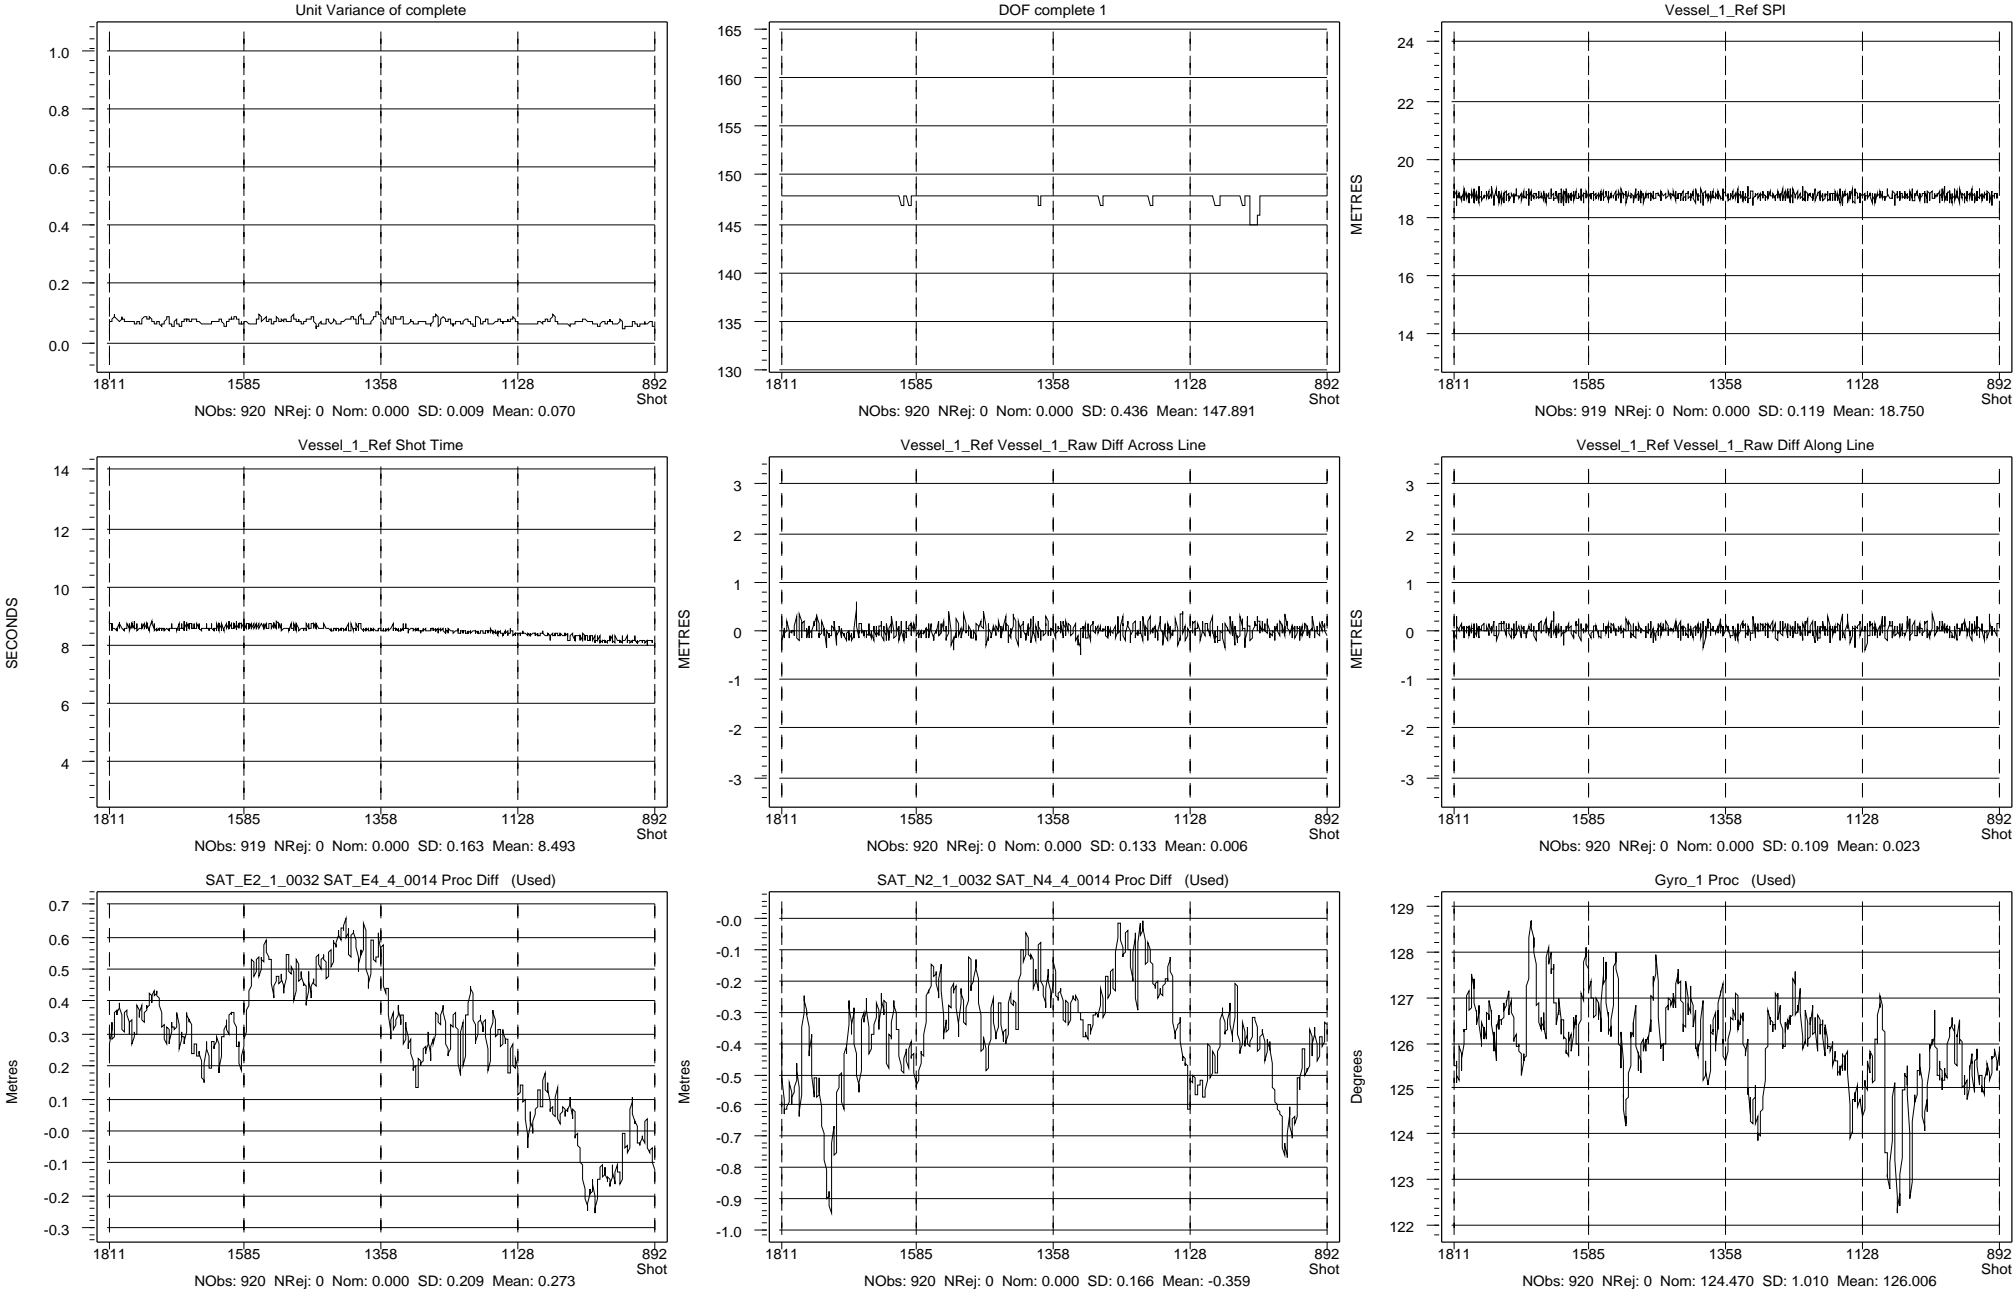 Unit Variance of complete
1.0
0.8
0.6
0.4
0.2
0.0
1811 1585 1358 1128 892
Shot
NObs: 920 NRej: 0 Nom: 0.000 SD: 0.009 Mean: 0.070
DOF complete 1
165
160
155
150
145
140
135
130
1811 1585 1358 1128 892
Shot
NObs: 920 NRej: 0 Nom: 0.000 SD: 0.436 Mean: 147.891
Vessel_1_Ref SPI
METRES
24
22
20
18
16
14
1811 1585 1358 1128 892
Shot
NObs: 919 NRej: 0 Nom: 0.000 SD: 0.119 Mean: 18.750
Vessel_1_Ref Shot Time
SECONDS
14
12
10
8
6
4
1811 1585 1358 1128 892
Shot
NObs: 919 NRej: 0 Nom: 0.000 SD: 0.163 Mean: 8.493
Vessel_1_Ref Vessel_1_Raw Diff Across Line
METRES
3
2
1
0
-1
-2
-3
1811 1585 1358 1128 892
Shot
NObs: 920 NRej: 0 Nom: 0.000 SD: 0.133 Mean: 0.006
Vessel_1_Ref Vessel_1_Raw Diff Along Line
METRES
3
2
1
0
-1
-2
-3
1811 1585 1358 1128 892
Shot
NObs: 920 NRej: 0 Nom: 0.000 SD: 0.109 Mean: 0.023
SAT_E2_1_0032 SAT_E4_4_0014 Proc Diff (Used)
Metres
0.7
0.6
0.5
0.4
0.3
0.2
0.1
-0.0
-0.1
-0.2
-0.3
1811 1585 1358 1128 892
Shot
NObs: 920 NRej: 0 Nom: 0.000 SD: 0.209 Mean: 0.273
SAT_N2_1_0032 SAT_N4_4_0014 Proc Diff (Used)
Metres
-0.0
-0.1
-0.2
-0.3
-0.4
-0.5
-0.6
-0.7
-0.8
-0.9
-1.0
1811 1585 1358 1128 892
Shot
NObs: 920 NRej: 0 Nom: 0.000 SD: 0.166 Mean: -0.359
Gyro_1 Proc (Used)
Degrees
129
128
127
126
125
124
123
122
1811 1585 1358 1128 892
Shot
NObs: 920 NRej: 0 Nom: 124.470 SD: 1.010 Mean: 126.006